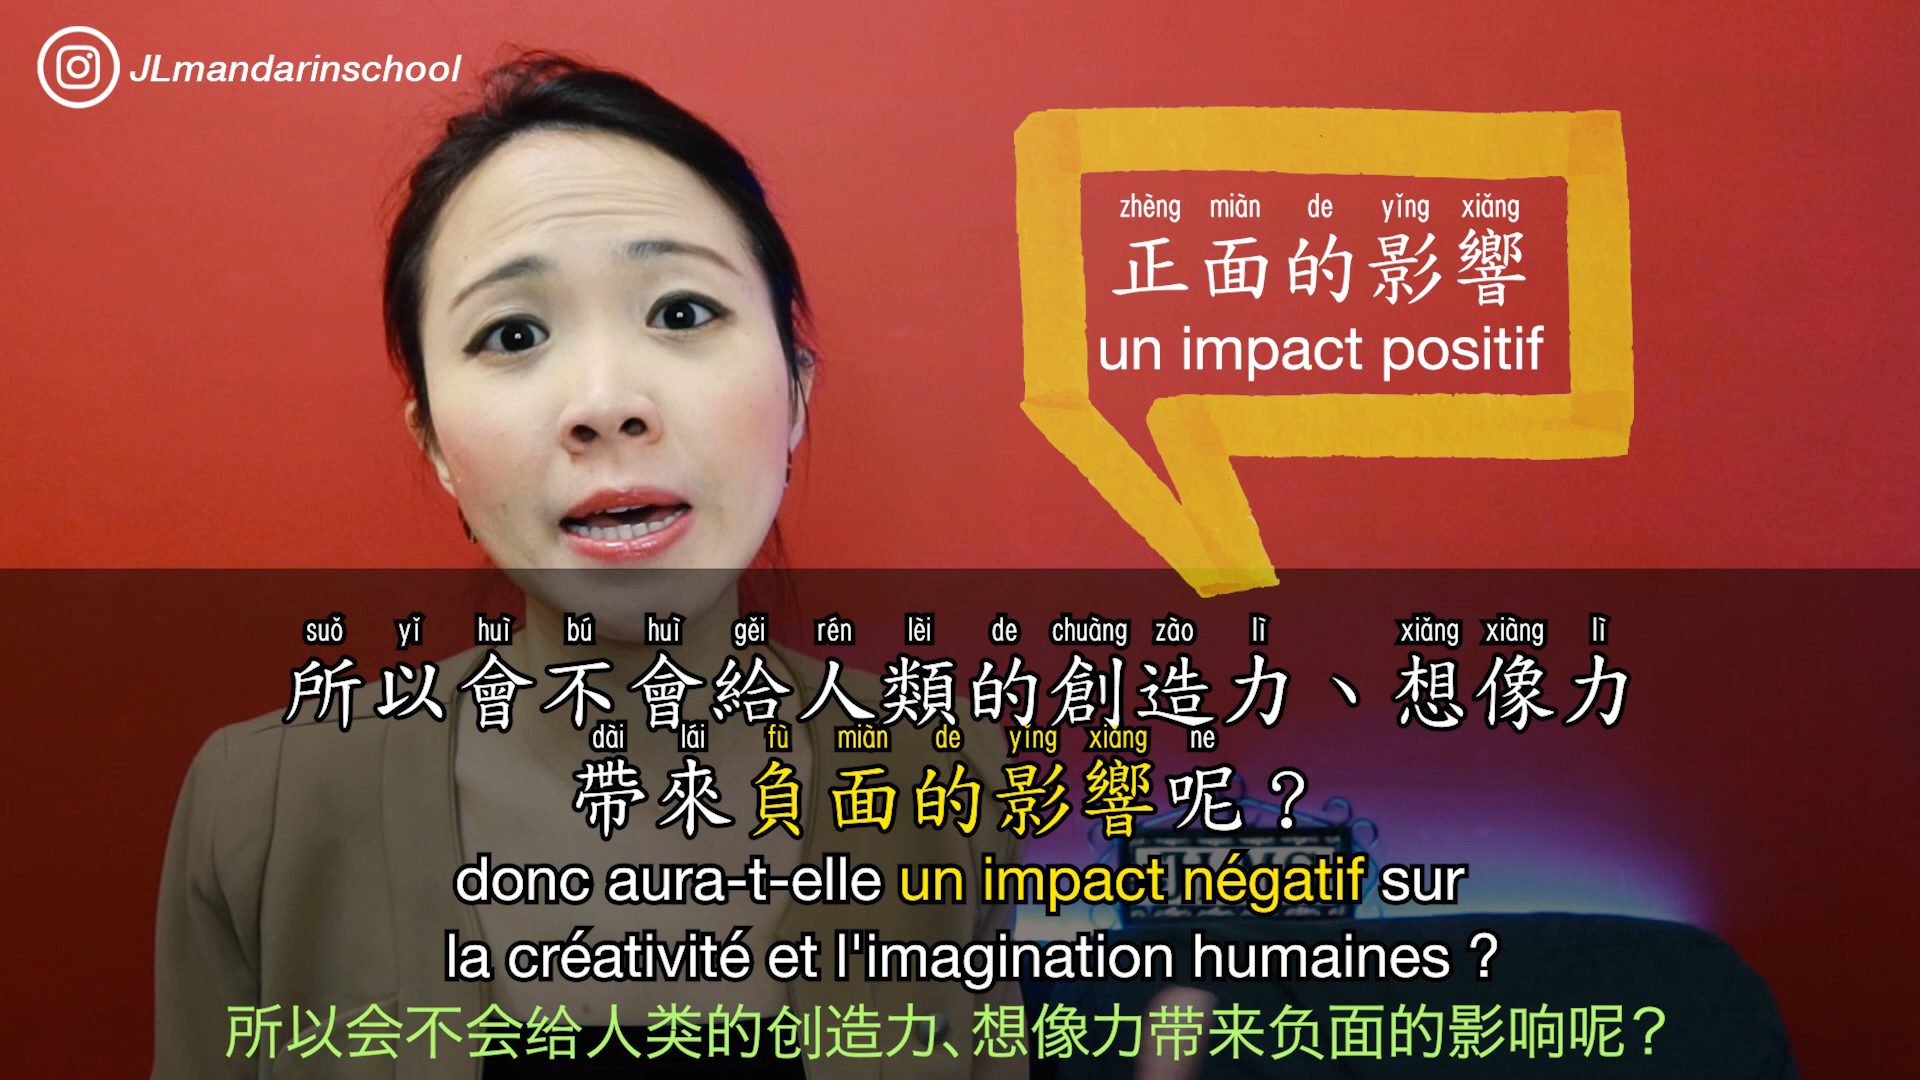 JLmandarinschool
zhèng miàn de yǐng xiǎng
正面的影響
un impact positif
suǒ yǐ huì bú huì gěi rén lèi de chuàng zào lì xiǎng xiàng lì
所以會不會給人類的創造力、想像力
dài lái fù miàn de yǐng xiǎng ne
帶來負面的影響呢？
donc aura-t-elle un impact négatif sur
la créativité et l'imagination humaines ?
所以会不会给人类的创造力、想像力带来负面的影响呢？